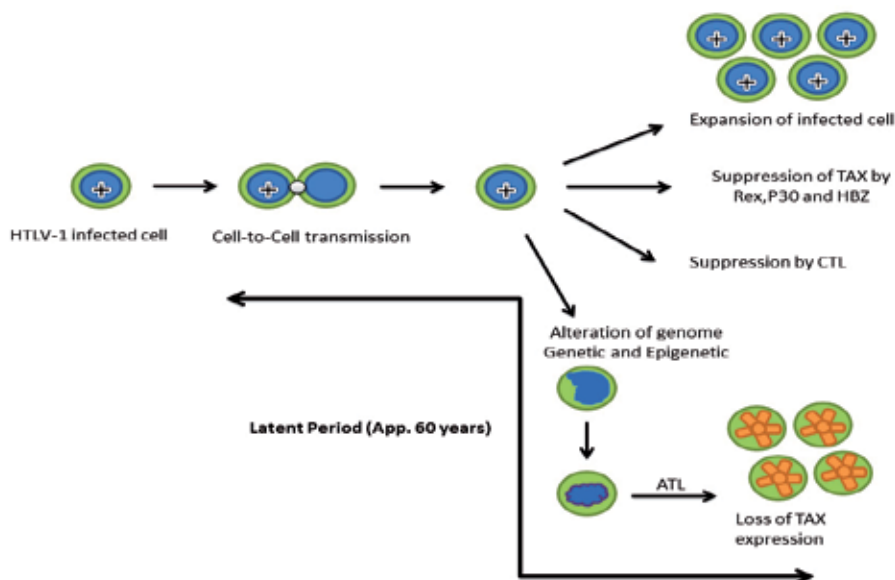 Expansion of infected cell
Suppression of TAX by
Rex,P30 and HBZ
HTLV-1 infected cell
Cell-to-Cell transmission
Suppression by CTL
Alteration of genome
Genetic and Epigenetic
Latent Period (App. 60 years)
ATL
Loss of TAX
expression